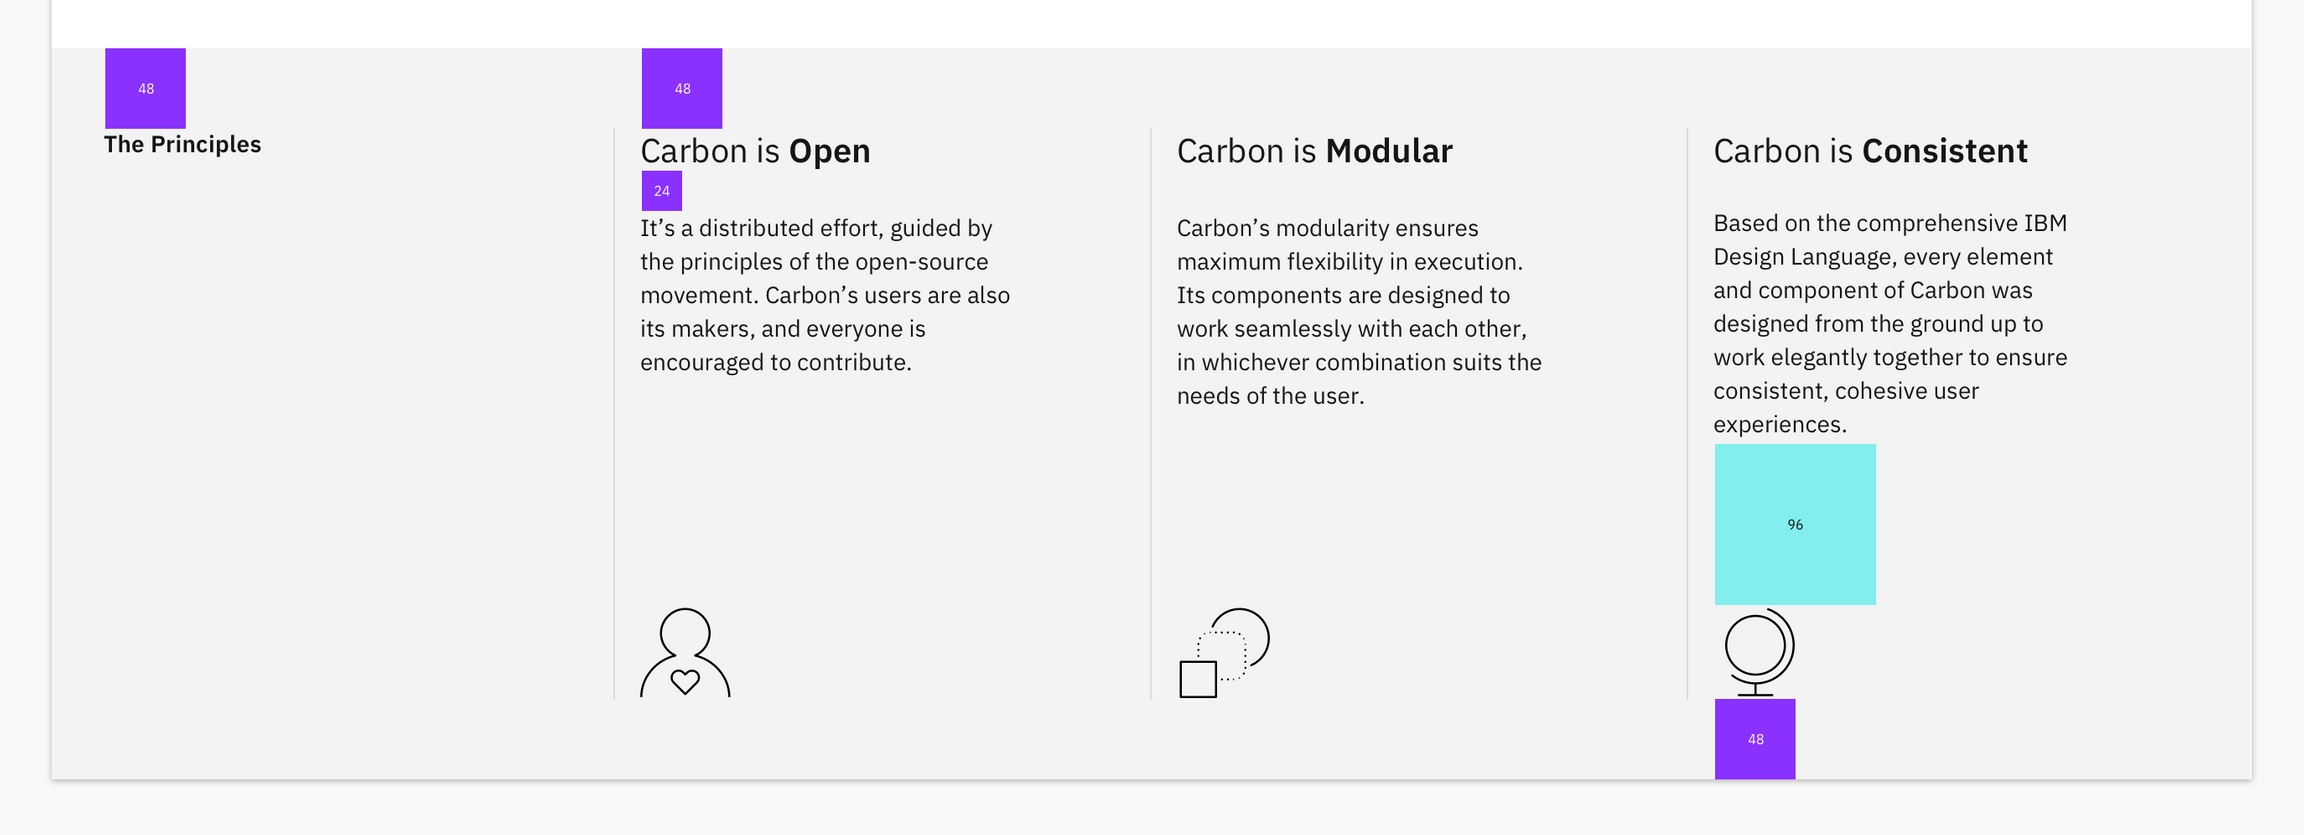 48
The Principles
48
Carbon is Open
24
It’s a distributed effort, guided by
the principles of the open-source
movement. Carbon’s users are also
its makers, and everyone is
encouraged to contribute.
Carbon is Modular
Carbon’s modularity ensures
maximum flexibility in execution.
Its components are designed to
work seamlessly with each other,
in whichever combination suits the
needs of the user.
Carbon is Consistent
Based on the comprehensive IBM
Design Language, every element
and component of Carbon was
designed from the ground up to
work elegantly together to ensure
consistent, cohesive user
experiences.
96
48